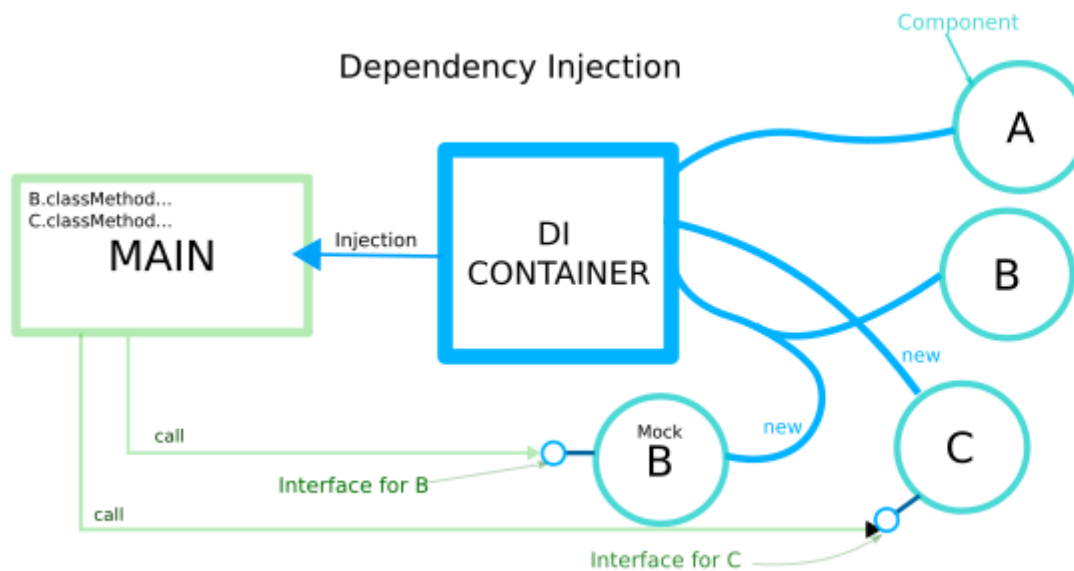 Component
Dependency Injection
A
B.classMethod...
C.classMethod...
MAIN
Injection
DI
CONTAINER
B
new
call
Mock
B
new
C
Interface for B
call
Interface for C